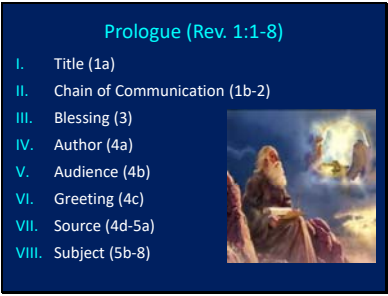 Prologue (Rev. 1:1-8)
I. Title (1a)
II. Chain of Communication (1b-2)
III. Blessing (3)
IV. Author (4a)
V. Audience (4b)
VI. Greeting (4c)
VII. Source (4d-5a)
VIII. Subject (5b-8)